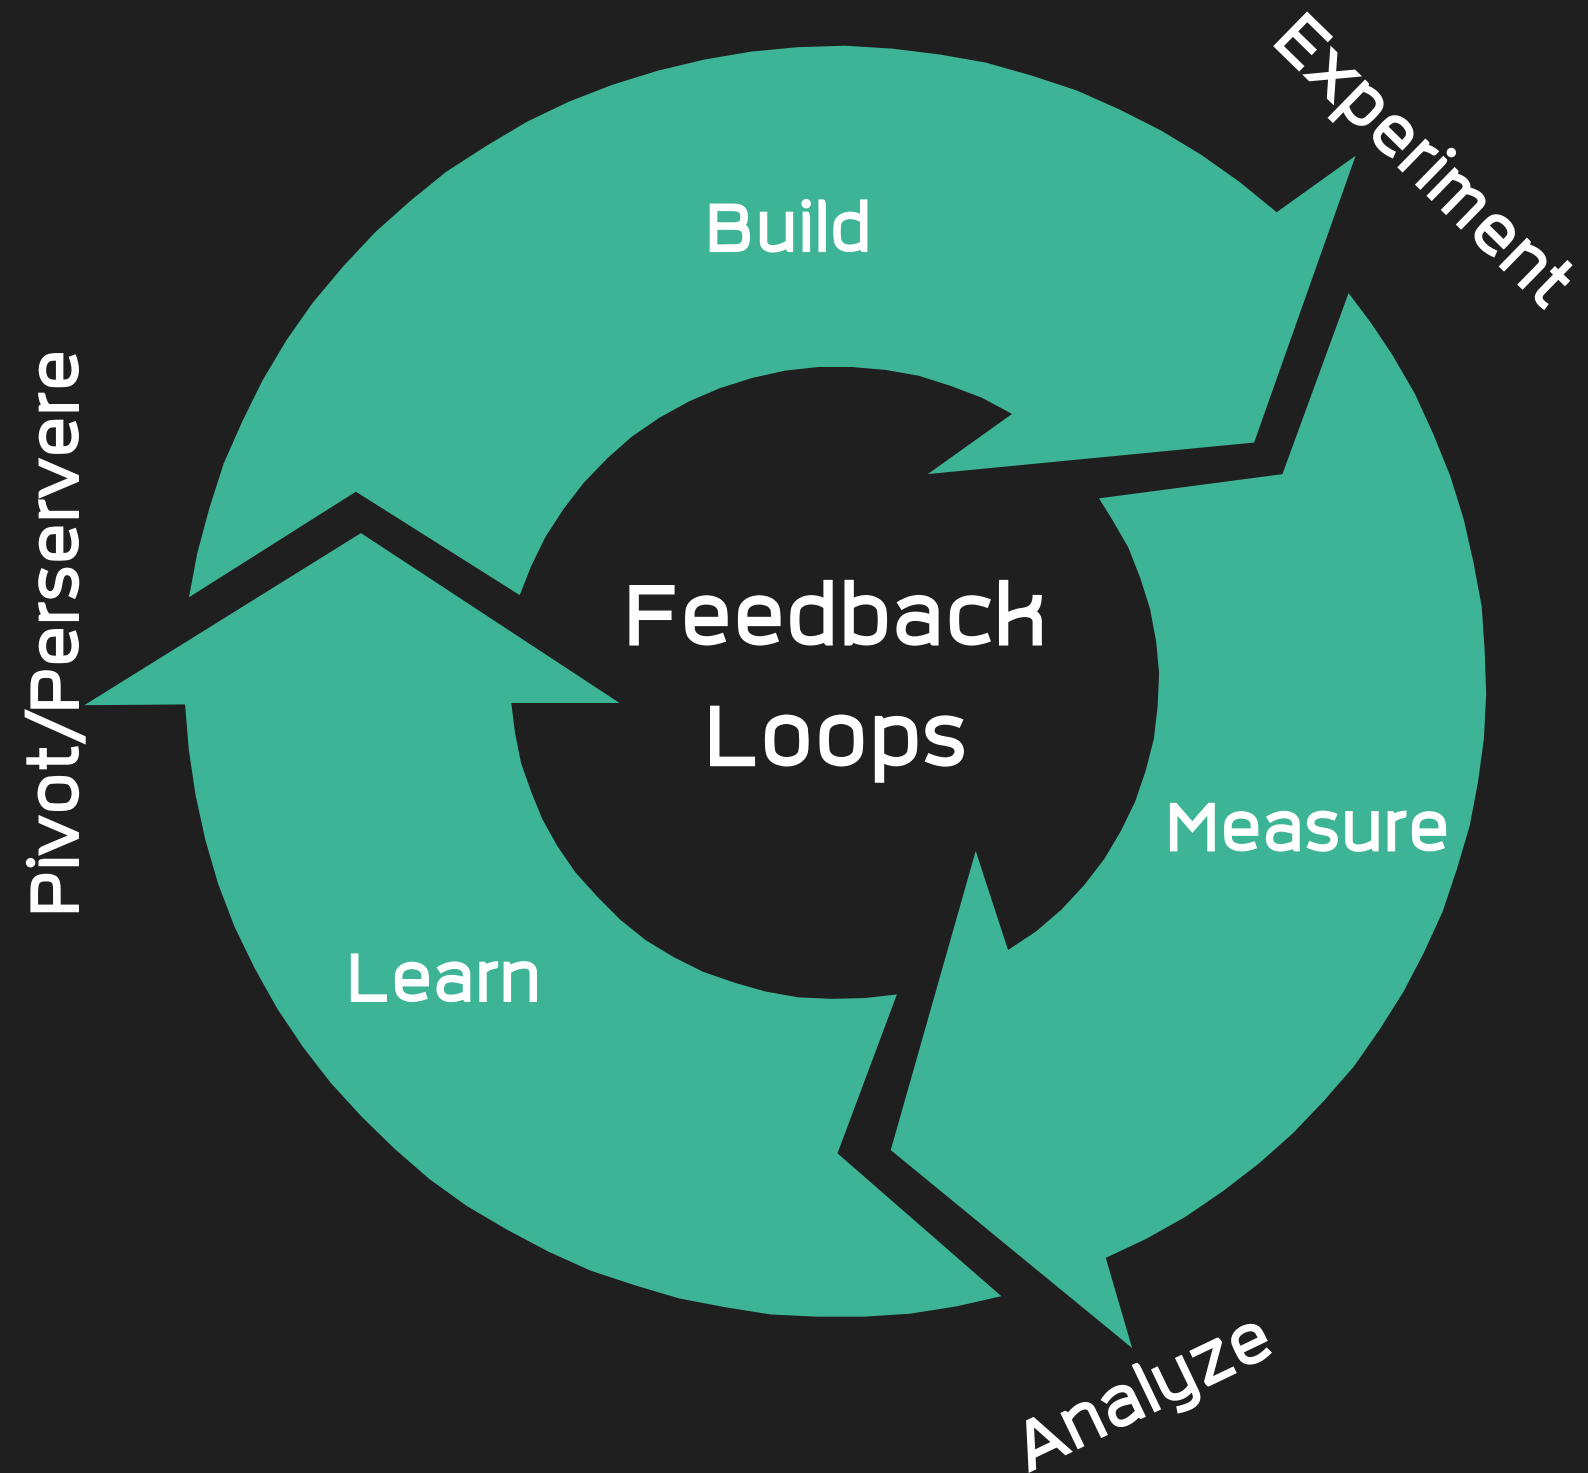 Experiment
Build
Pivot/Perservere
Feedback
Loops
Measure
Learn
Analyze